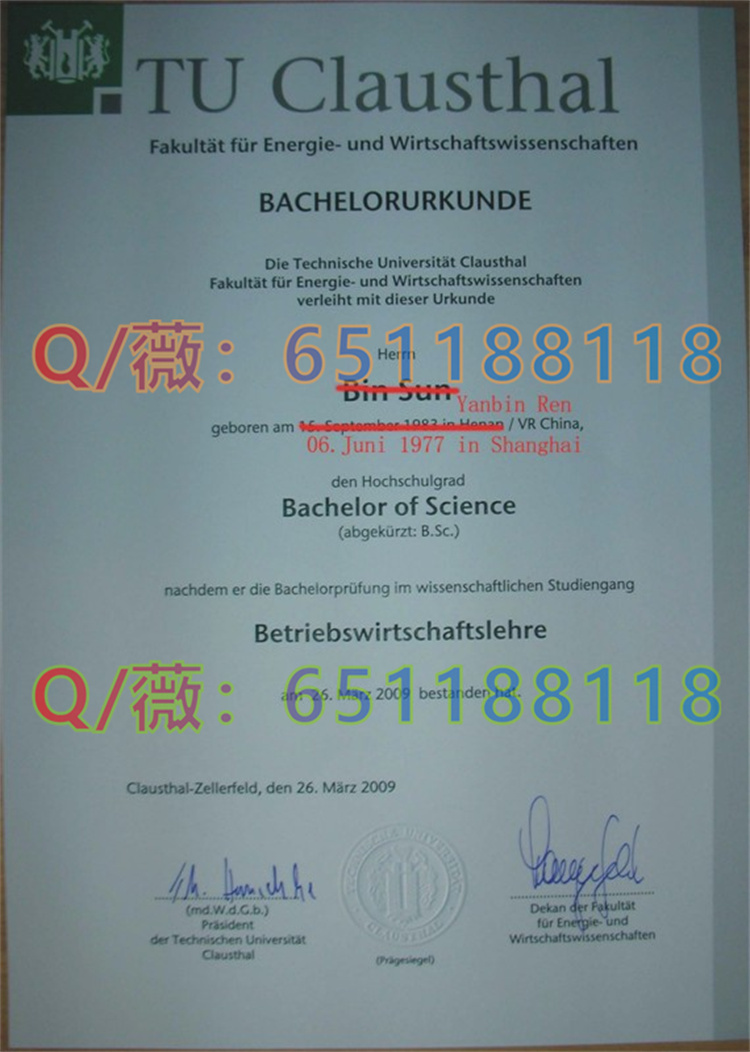 TU Clausthal
Fakultät für Energie- und Wirtschaftswissenschaften
BACHELORURKUNDE
Die Technische Universität Clausthal
Fakultät für Energie- und Wirtschaftswissenschaften
verleiht mit dieser Urkunde
Q/薇：651188118
Herrn
Bin Sun
Yanbin Ren
geboren am 16. September 1983 in Henan / VR China,
06.Juni 1977 in Shanghai
den Hochschulgrad
Bachelor of Science
(abgekürzt: B.Sc.)
nachdem er die Bachelorprüfung im wissenschaftlichen Studiengang
Betriebswirtschaftslehre
Q/薇：651188118
am 26. März 2009 bestanden hat.
Clausthal-Zellerfeld, den 26. März 2009
TECHNISCHE UNIVERSITÄT
CLAUSTHAL
(md.W.d.G.b.)
Präsident
der Technischen Universität
Clausthal
(Prägesiegel)
Dekan der Fakultät
für Energie- und
Wirtschaftswissenschaften